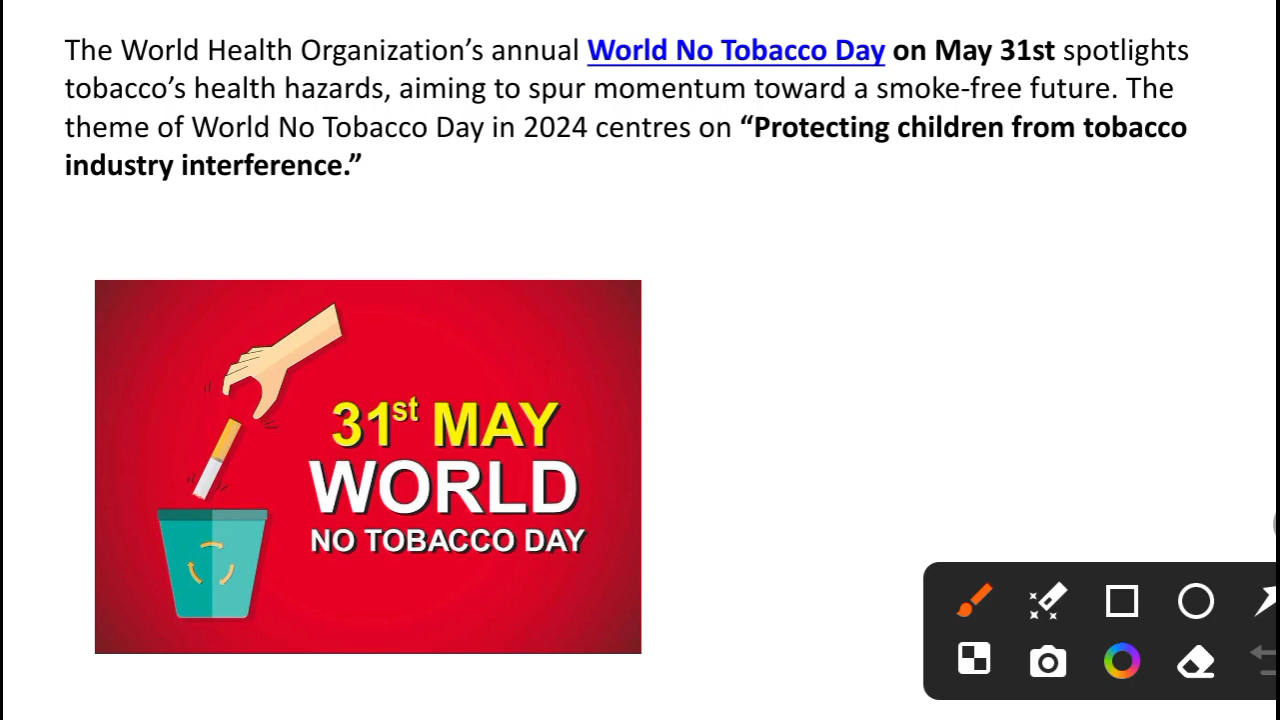 The World Health Organization’s annual World No Tobacco Day on May 31st spotlights
tobacco’s health hazards, aiming to spur momentum toward a smoke-free future. The
theme of World No Tobacco Day in 2024 centres on “Protecting children from tobacco
industry interference.”
31st MAY
WORLD
NO TOBACCO DAY